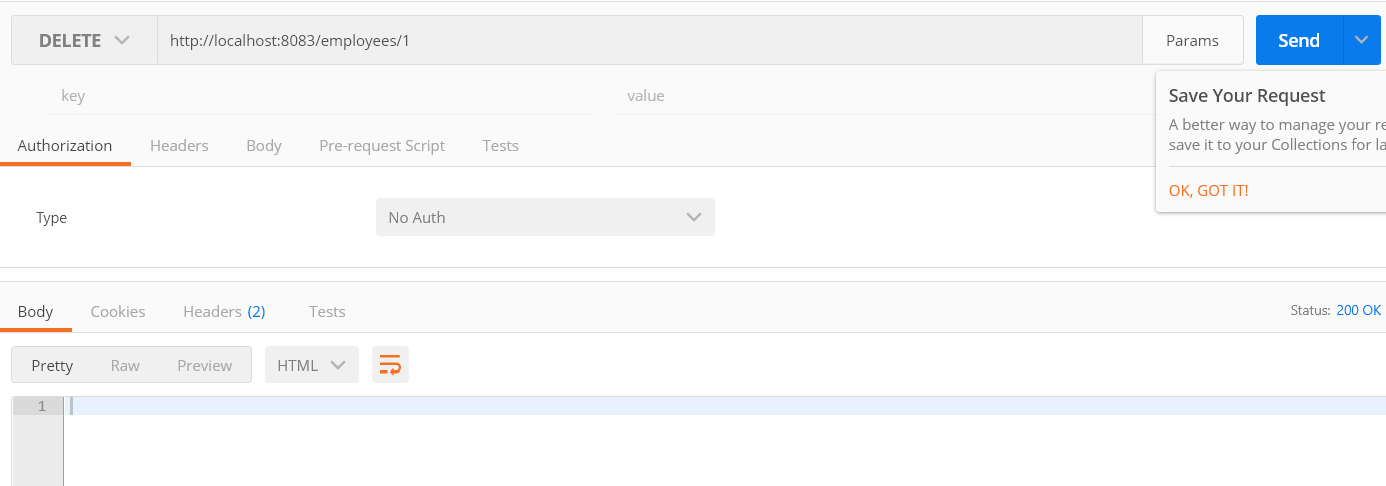 DELETE http://localhost:8083/employees/1 Params Send
key value
Save Your Request
A better way to manage your re
save it to your Collections for la
OK, GOT IT!
Authorization Headers Body Pre-request Script Tests
Type No Auth
Body Cookies Headers (2) Tests Status: 200 OK
Pretty Raw Preview HTML
1